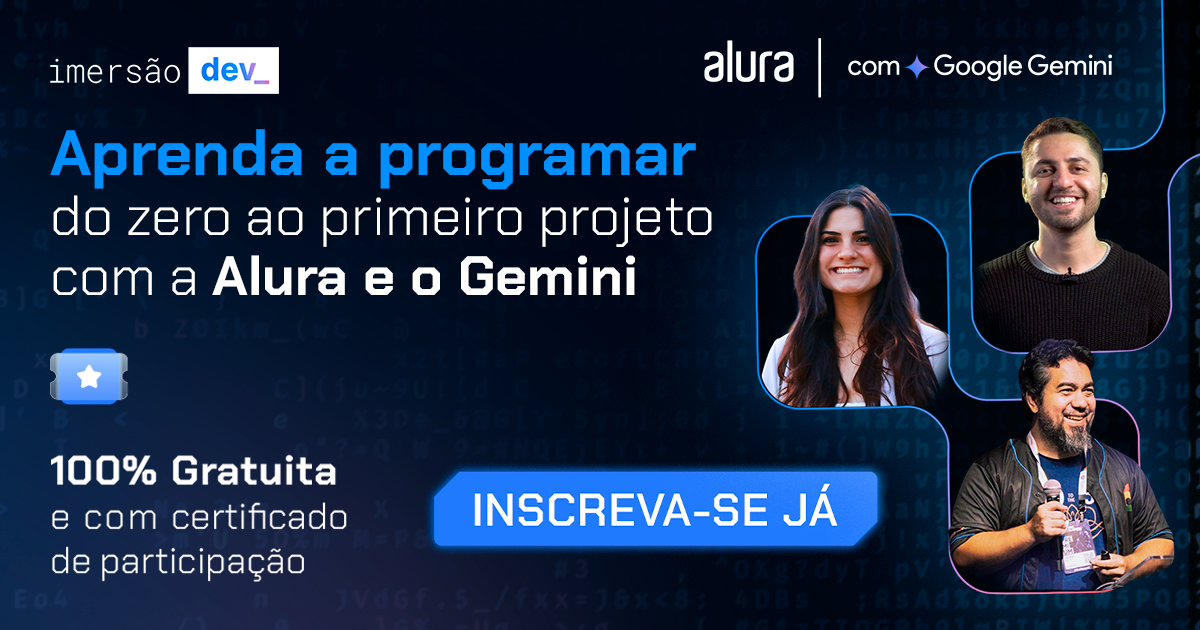 imersão dev_
alura | com Google Gemini
Aprenda a programar
do zero ao primeiro projeto
com a Alura e o Gemini
100% Gratuita
e com certificado
de participação
INSCREVA-SE JÁ